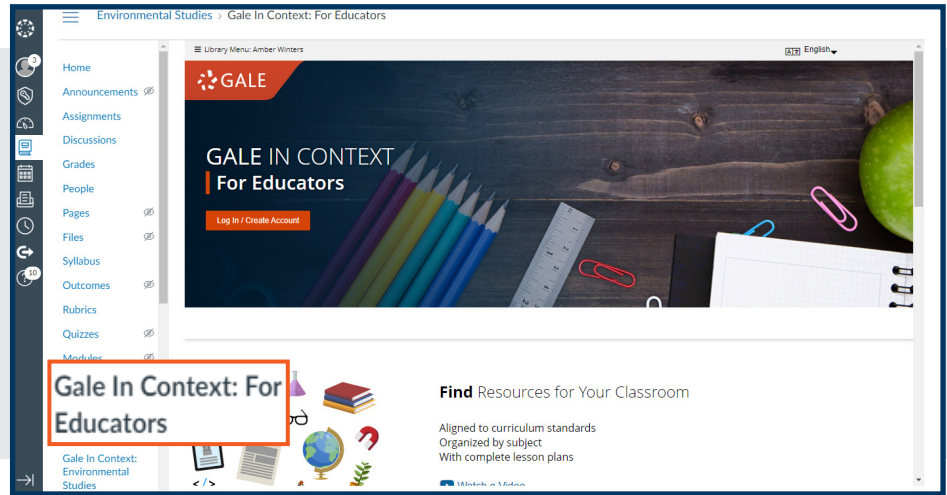 Environmental Studies › Gale In Context: For Educators
3
10
Home
Announcements
Assignments
Discussions
Grades
People
Pages
Files
Syllabus
Outcomes
Rubrics
Quizzes
Modules
Gale In Context: For
Educators
Gale In Context:
Environmental
Studies
Library Menu: Amber Winters
English
GALE
GALE IN CONTEXT
For Educators
Log In / Create Account
Find Resources for Your Classroom
Aligned to curriculum standards
Organized by subject
With complete lesson plans
Watch a Video